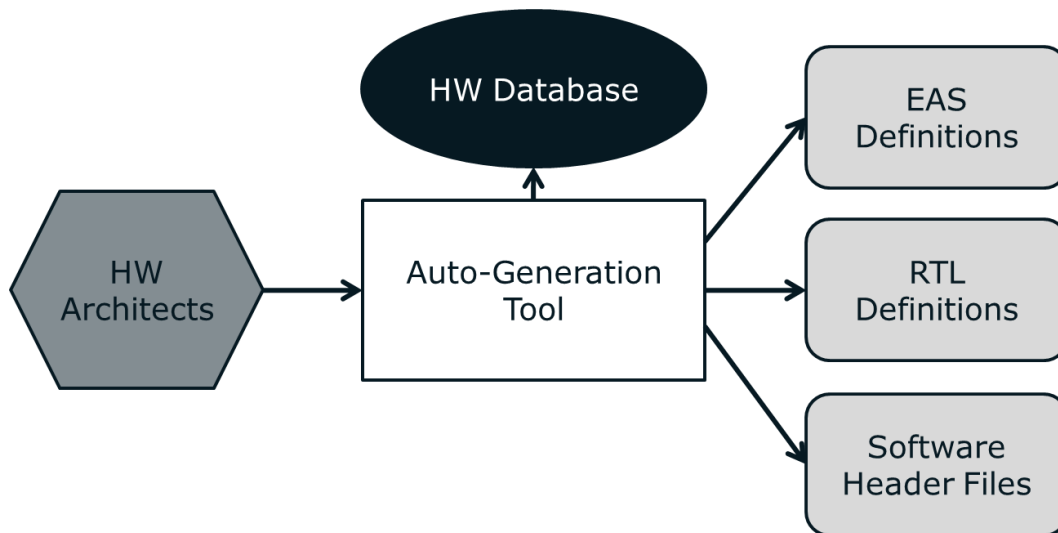 HW Database
EAS
Definitions
HW
Architects
Auto-Generation
Tool
RTL
Definitions
Software
Header Files